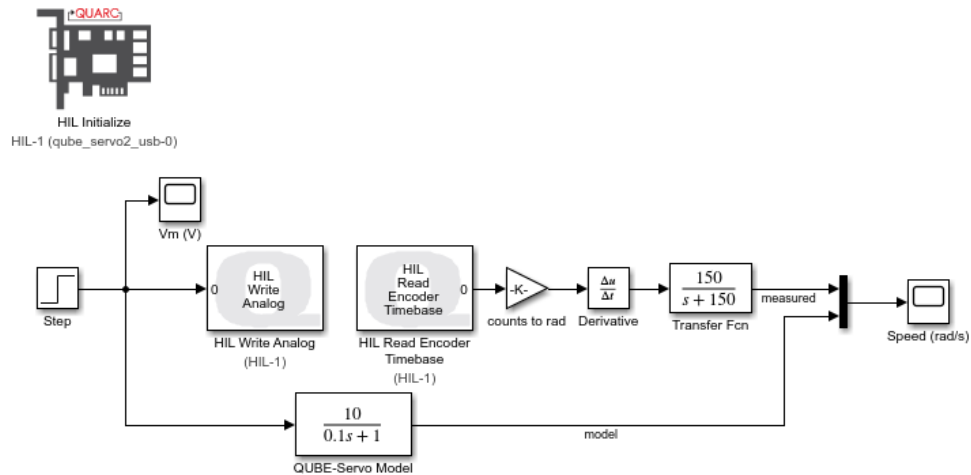 QUARC
HIL Initialize
HIL-1 (qube_servo2_usb-0)
Vm (V)
Step
0
HIL
Write
Analog
HIL Write Analog
(HIL-1)
HIL
Read
Encoder
Timebase
0
HIL Read Encoder
Timebase
(HIL-1)
-K-
counts to rad
Δu
Δt
Derivative
150
s + 150
Transfer Fcn
measured
Speed (rad/s)
10
0.1s + 1
QUBE-Servo Model
model